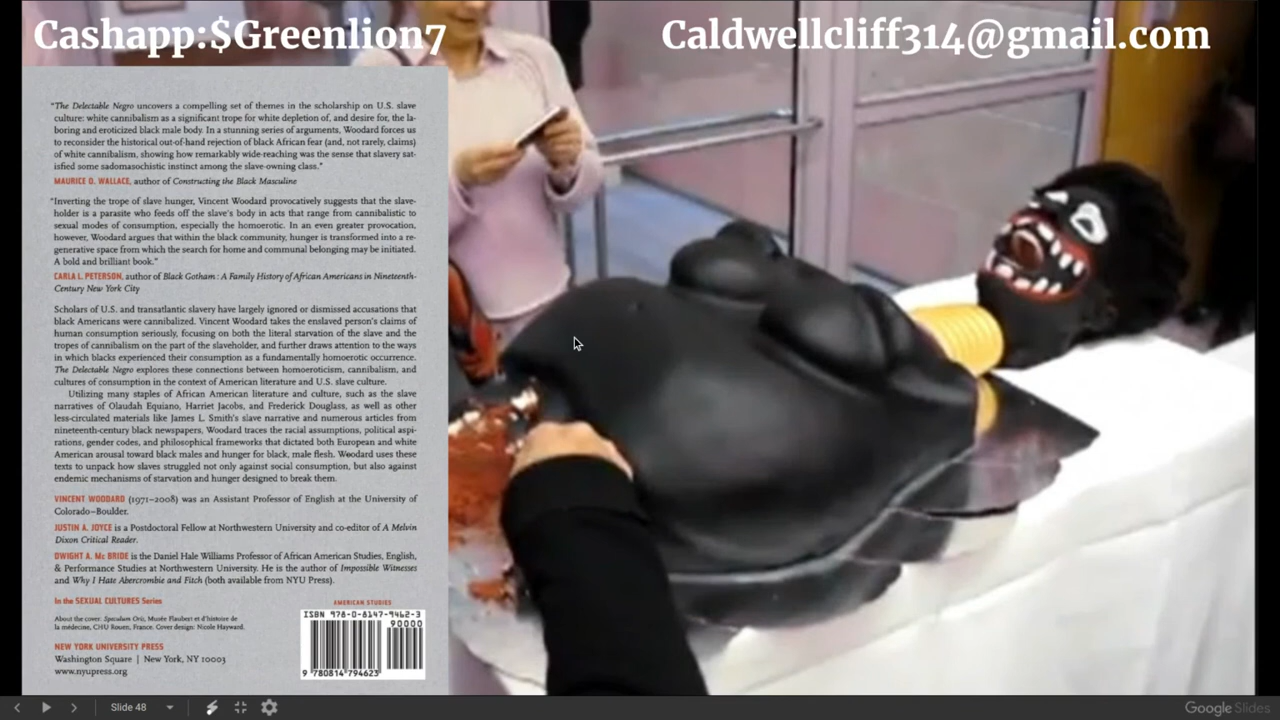 Cashapp:$Greenlion7
Caldwellcliff314@gmail.com
"The Delectable Negro uncovers a compelling set of themes in the scholarship on U.S. slave
culture: white cannibalism as a significant trope for white depletion of, and desire for, the la-
boring and eroticized black male body. In a stunning series of arguments, Woodard forces us
to reconsider the historical out-of-hand rejection of black African fear (and, not rarely, claims)
of white cannibalism, showing how remarkably wide-reaching was the sense that slavery sat-
isfied some sadomasochistic instinct among the slave-owning class."
MAURICE O. WALLACE, author of Constructing the Black Masculine
"Inverting the trope of slave hunger, Vincent Woodard provocatively suggests that the slave-
holder is a parasite who feeds off the slave's body in acts that range from cannibalistic to
sexual modes of consumption, especially the homoerotic. In an even greater provocation,
however, Woodard argues that within the black community, hunger is transformed into a re-
generative space from which the search for home and communal belonging may be initiated.
A bold and brilliant book."
CARLA L. PETERSON, author of Black Gotham: A Family History of African Americans in Nineteenth-
Century New York City
Scholars of U.S. and transatlantic slavery have largely ignored or dismissed accusations that
black Americans were cannibalized. Vincent Woodard takes the enslaved person's claims of
human consumption seriously, focusing on both the literal starvation of the slave and the
tropes of cannibalism on the part of the slaveholder, and further draws attention to the ways
in which blacks experienced their consumption as a fundamentally homoerotic occurrence.
The Delectable Negro explores these connections between homoeroticism, cannibalism, and
cultures of consumption in the context of American literature and U.S. slave culture.
Utilizing many staples of African American literature and culture, such as the slave
narratives of Olaudah Equiano, Harriet Jacobs, and Frederick Douglass, as well as other
less-circulated materials like James L. Smith's slave narrative and numerous articles from
nineteenth-century black newspapers, Woodard traces the racial assumptions, political aspi-
rations, gender codes, and philosophical frameworks that dictated both European and white
American arousal toward black males and hunger for black, male flesh. Woodard uses these
texts to unpack how slaves struggled not only against social consumption, but also against
endemic mechanisms of starvation and hunger designed to break them.
VINCENT WOODARD (1971–2008) was an Assistant Professor of English at the University of
Colorado–Boulder.
JUSTIN A. JOYCE is a Postdoctoral Fellow at Northwestern University and co-editor of A Melvin
Dixon Critical Reader.
DWIGHT A. Mc BRIDE is the Daniel Hale Williams Professor of African American Studies, English,
& Performance Studies at Northwestern University. He is the author of Impossible Witnesses
and Why I Hate Abercrombie and Fitch (both available from NYU Press).
In the SEXUAL CULTURES Series
About the cover: Speculum Oris, Musée Flaubert et d'histoire de
la médecine, CHU Rouen, France. Cover design: Nicole Hayward.
NEW YORK UNIVERSITY PRESS
Washington Square | New York, NY 10003
www.nyupress.org
AMERICAN STUDIES
ISBN 978-0-8147-9462-3
90000
9 780814 794623
Slide 48
Google Slides